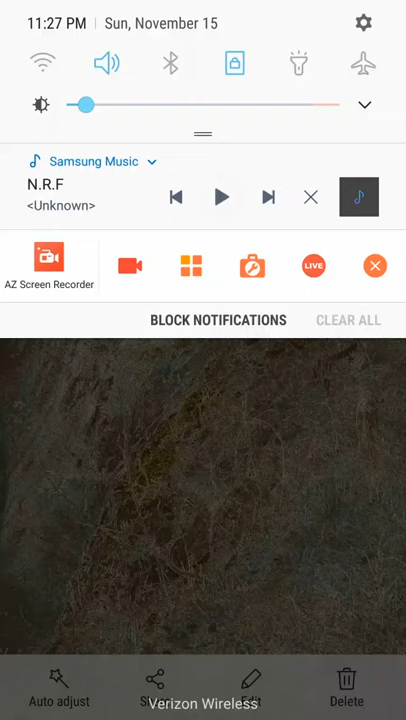 11:27 PM Sun, November 15
Samsung Music
N.R.F
<Unknown>
LIVE
AZ Screen Recorder
BLOCK NOTIFICATIONS CLEAR ALL
Auto adjust Edit Delete
Verizon Wireless